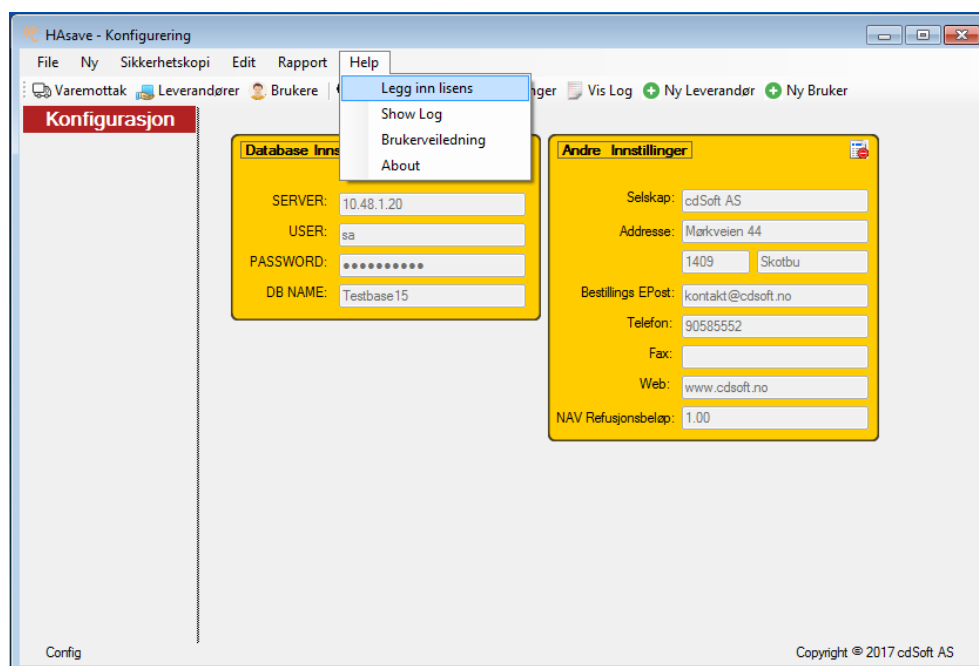 HAsave - Konfigurering
File Ny Sikkerhetskopi Edit Rapport Help
Varemottak Leverandører Brukere nger Vis Log Ny Leverandør Ny Bruker
Legg inn lisens
Show Log
Brukerveiledning
About
Konfigurasjon
Database Inns
SERVER: 10.48.1.20
USER: sa
PASSWORD: ●●●●●●●●●●
DB NAME: Testbase15
Andre Innstillinger
Selskap: cdSoft AS
Addresse: Mørkveien 44
1409 Skotbu
Bestillings EPost: kontakt@cdsoft.no
Telefon: 90585552
Fax:
Web: www.cdsoft.no
NAV Refusjonsbeløp: 1.00
Config
Copyright © 2017 cdSoft AS